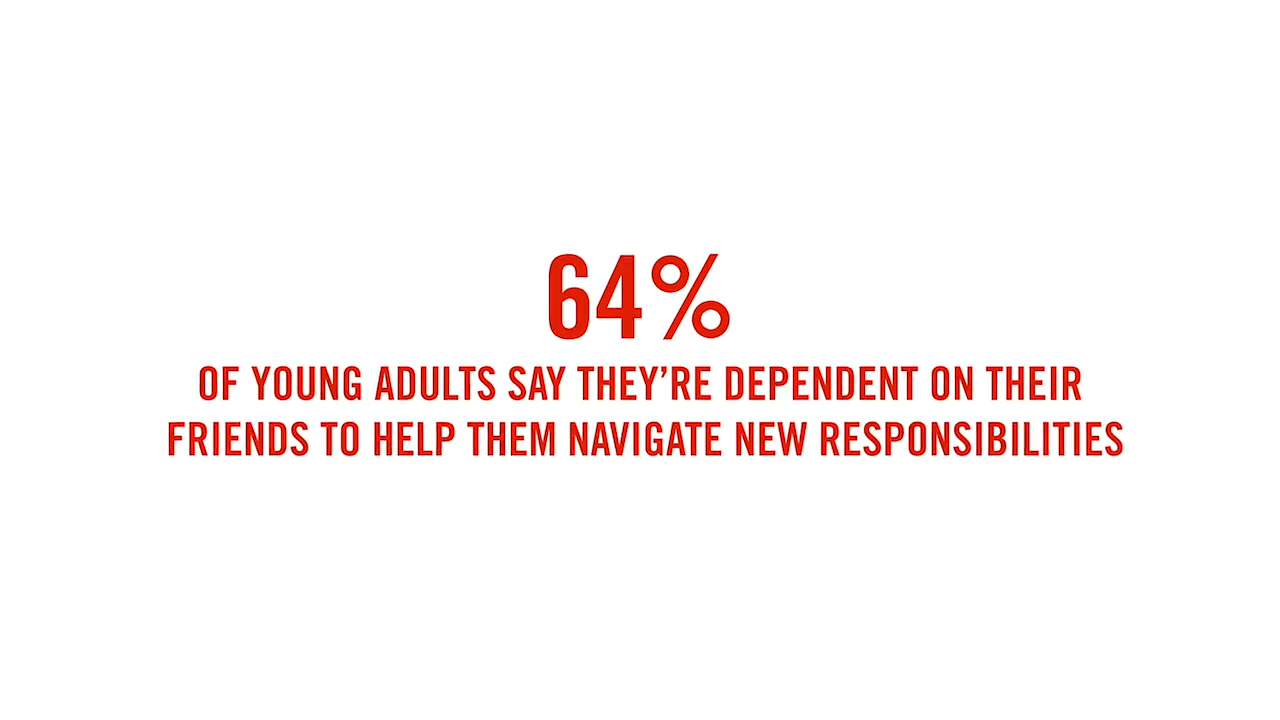 64%
OF YOUNG ADULTS SAY THEY’RE DEPENDENT ON THEIR
FRIENDS TO HELP THEM NAVIGATE NEW RESPONSIBILITIES